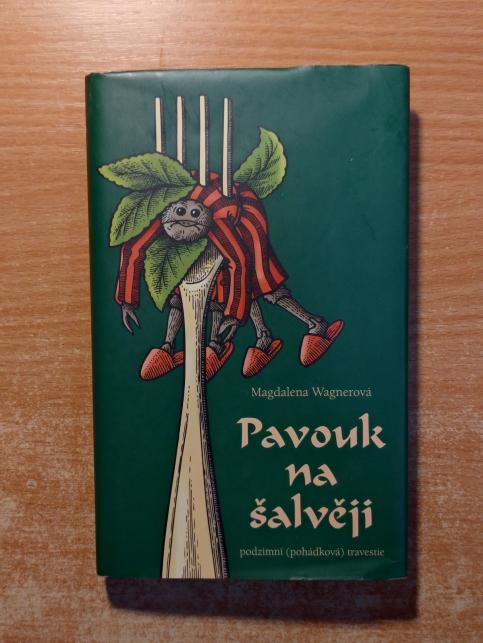 Magdalena Wagnerová
Pavouk
na
šalvěji
podzimní (pohádková) travestie